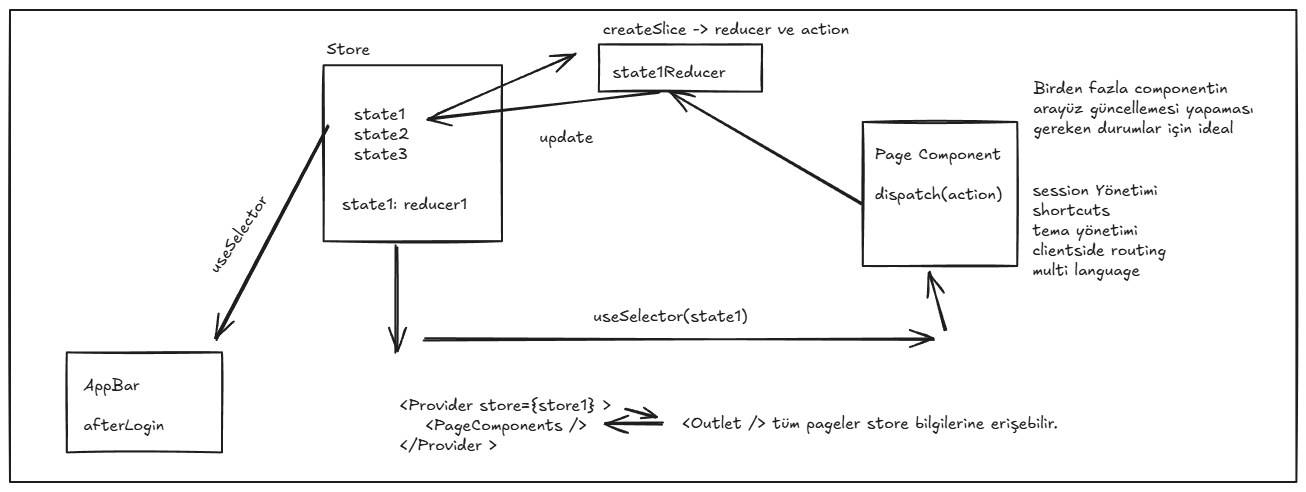 createSlice -> reducer ve action
Store
state1Reducer
state1
state2
state3
state1: reducer1
update
Birden fazla componentin
arayüz güncellemesi yapaması
gereken durumlar için ideal
Page Component
dispatch(action)
session Yönetimi
shortcuts
tema yönetimi
clientside routing
multi language
useSelector
useSelector(state1)
AppBar
afterLogin
<Provider store={store1} >
<PageComponents />
</Provider >
<Outlet /> tüm pageler store bilgilerine erişebilir.